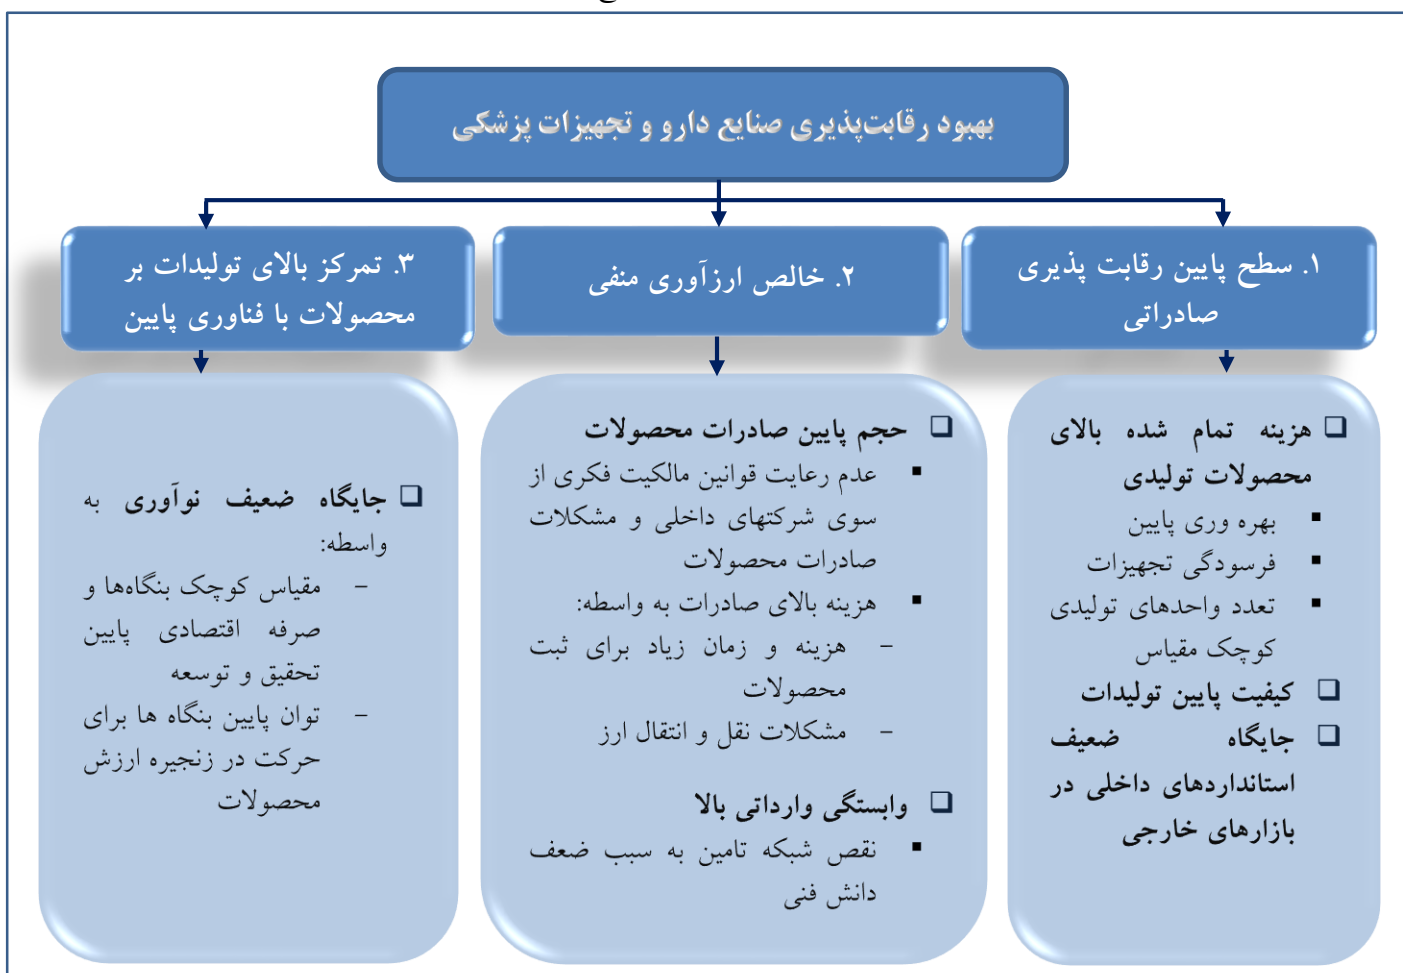 بهبود رقابت‌پذیری صنایع دارو و تجهیزات پزشکی
۱. سطح پایین رقابت پذیری
صادراتی
۲. خالص ارزآوری منفی
۳. تمرکز بالای تولیدات بر
محصولات با فناوری پایین
❑ هزینه تمام شده بالای
محصولات تولیدی
▪ بهره وری پایین
▪ فرسودگی تجهیزات
▪ تعدد واحدهای تولیدی
کوچک مقیاس
❑ کیفیت پایین تولیدات
❑ جایگاه ضعیف
استانداردهای داخلی در
بازارهای خارجی
❑ حجم پایین صادرات محصولات
▪ عدم رعایت قوانین مالکیت فکری از
سوی شرکتهای داخلی و مشکلات
صادرات محصولات
▪ هزینه بالای صادرات به واسطه:
– هزینه و زمان زیاد برای ثبت
محصولات
– مشکلات نقل و انتقال ارز
❑ وابستگی وارداتی بالا
▪ نقص شبکه تامین به سبب ضعف
دانش فنی
❑ جایگاه ضعیف نوآوری به
واسطه:
– مقیاس کوچک بنگاه‌ها و
صرفه اقتصادی پایین
تحقیق و توسعه
– توان پایین بنگاه ها برای
حرکت در زنجیره ارزش
محصولات